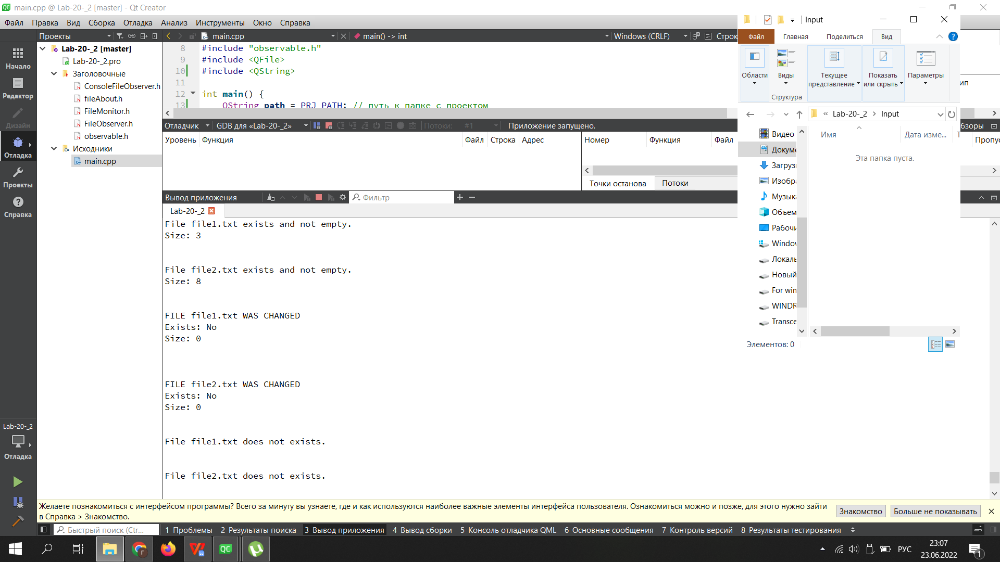 main.cpp @ Lab-20-_2 [master] - Qt Creator
Файл Правка Вид Сборка Отладка Анализ Инструменты Окно Справка
Проекты
main.cpp
main() -> int
Windows (CRLF)
Строк
Начало
Редактор
Дизайн
Отладка
Проекты
Справка
Lab-20-_2 [master]
Lab-20-_2.pro
Заголовочные
ConsoleFileObserver.h
fileAbout.h
FileMonitor.h
FileObserver.h
observable.h
Исходники
main.cpp
8 #include "observable.h"
9 #include <QFile>
10 #include <QString>
11
12 int main() {
13 QString path = PRJ_PATH; // путь к папке с проектом
Отладчик GDB для «Lab-20-_2» Потоки: #1 Приложение запущено.
бзоры
Уровень Функция Файл Строка Адрес
Номер Функция Файл
Пропус
Точки останова Потоки
Вывод приложения
Фильтр
Lab-20-_2
File file1.txt exists and not empty.
Size: 3
File file2.txt exists and not empty.
Size: 8
FILE file1.txt WAS CHANGED
Exists: No
Size: 0
FILE file2.txt WAS CHANGED
Exists: No
Size: 0
File file1.txt does not exists.
File file2.txt does not exists.
Input
Файл Главная Поделиться Вид
?
Области
Виды
Структура
Текущее
представление
Показать
или скрыть
Параметры
ип
« Lab-20-_2 > Input
Видео
Докуме
Загрузк
Изобра
Музыка
Объем
Рабочи
Window
Локаль
Новый
For win
WINDR
Transce
Имя Дата изме... Т
Эта папка пуста.
Элементов: 0
Lab-20-_2
Отладка
Желаете познакомиться с интерфейсом программы? Всего за минуту вы узнаете, где и как используются наиболее важные элементы интерфейса пользователя. Ознакомиться можно и позже, для этого нужно зайти
в Справка > Знакомство.
Знакомство
Больше не показывать
Быстрый поиск (Ctr...
1 Проблемы 2 Результаты поиска 3 Вывод приложения 4 Вывод сборки 5 Консоль отладчика QML 6 Основные сообщения 7 Контроль версий 8 Результаты тестирования
QC
РУС
23:07
23.06.2022
1